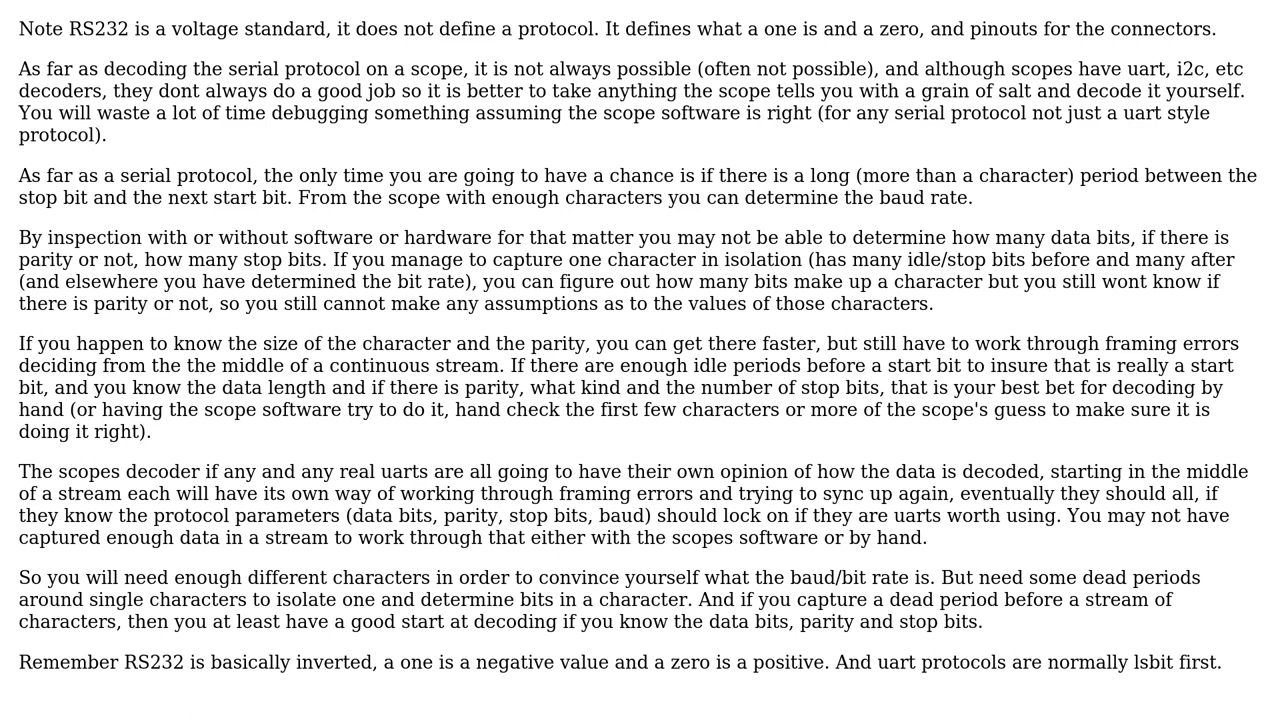 Note RS232 is a voltage standard, it does not define a protocol. It defines what a one is and a zero, and pinouts for the connectors.
As far as decoding the serial protocol on a scope, it is not always possible (often not possible), and although scopes have uart, i2c, etc
decoders, they dont always do a good job so it is better to take anything the scope tells you with a grain of salt and decode it yourself.
You will waste a lot of time debugging something assuming the scope software is right (for any serial protocol not just a uart style
protocol).
As far as a serial protocol, the only time you are going to have a chance is if there is a long (more than a character) period between the
stop bit and the next start bit. From the scope with enough characters you can determine the baud rate.
By inspection with or without software or hardware for that matter you may not be able to determine how many data bits, if there is
parity or not, how many stop bits. If you manage to capture one character in isolation (has many idle/stop bits before and many after
(and elsewhere you have determined the bit rate), you can figure out how many bits make up a character but you still wont know if
there is parity or not, so you still cannot make any assumptions as to the values of those characters.
If you happen to know the size of the character and the parity, you can get there faster, but still have to work through framing errors
deciding from the the middle of a continuous stream. If there are enough idle periods before a start bit to insure that is really a start
bit, and you know the data length and if there is parity, what kind and the number of stop bits, that is your best bet for decoding by
hand (or having the scope software try to do it, hand check the first few characters or more of the scope's guess to make sure it is
doing it right).
The scopes decoder if any and any real uarts are all going to have their own opinion of how the data is decoded, starting in the middle
of a stream each will have its own way of working through framing errors and trying to sync up again, eventually they should all, if
they know the protocol parameters (data bits, parity, stop bits, baud) should lock on if they are uarts worth using. You may not have
captured enough data in a stream to work through that either with the scopes software or by hand.
So you will need enough different characters in order to convince yourself what the baud/bit rate is. But need some dead periods
around single characters to isolate one and determine bits in a character. And if you capture a dead period before a stream of
characters, then you at least have a good start at decoding if you know the data bits, parity and stop bits.
Remember RS232 is basically inverted, a one is a negative value and a zero is a positive. And uart protocols are normally lsbit first.